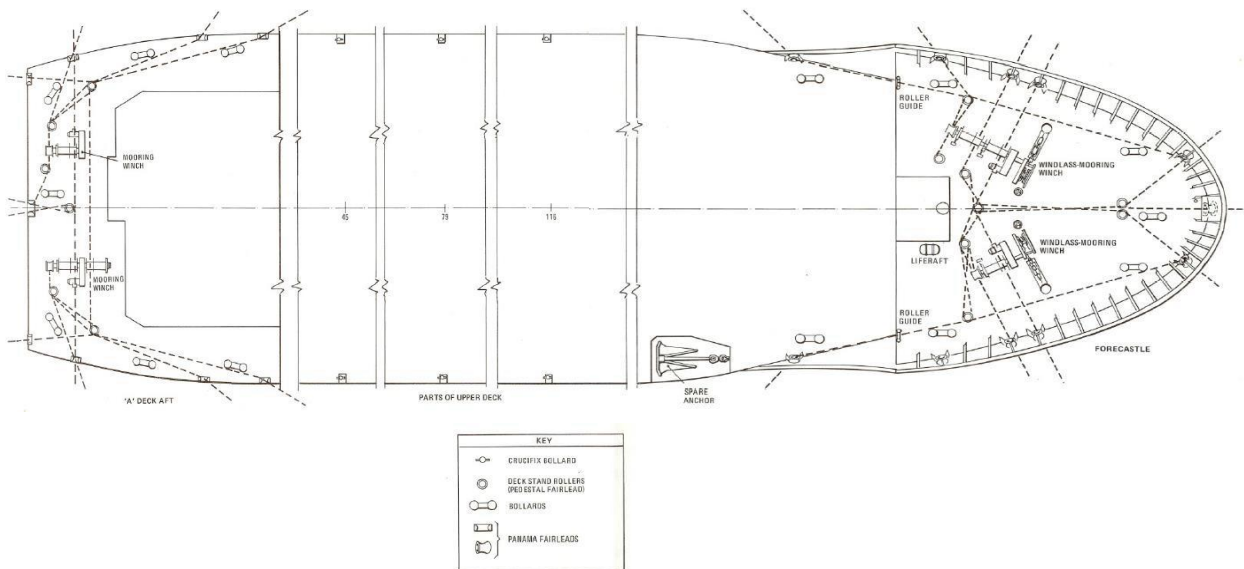 ROLLER
GUIDE
MOORING
WINCH
WINDLASS-MOORING
WINCH
45
79
115
WINDLASS-MOORING
WINCH
LIFERAFT
MOORING
WINCH
ROLLER
GUIDE
FORECASTLE
SPARE
ANCHOR
'A' DECK AFT
PARTS OF UPPER DECK
KEY
CRUCIFIX BOLLARD
DECK STAND ROLLERS
(PEDESTAL FAIRLEAD)
BOLLARDS
PANAMA FAIRLEADS